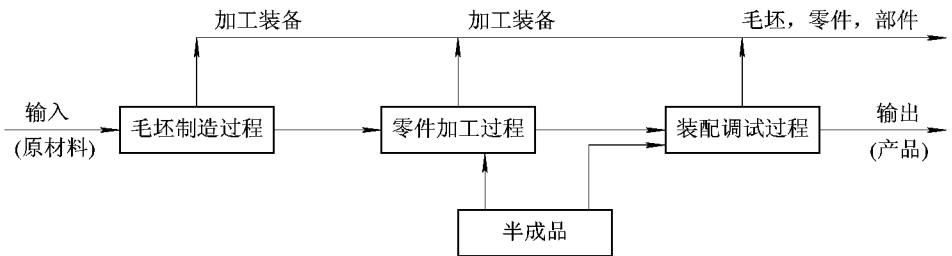 加工装备
加工装备
毛坯，零件，部件
输入
(原材料)
毛坯制造过程
零件加工过程
装配调试过程
输出
(产品)
半成品